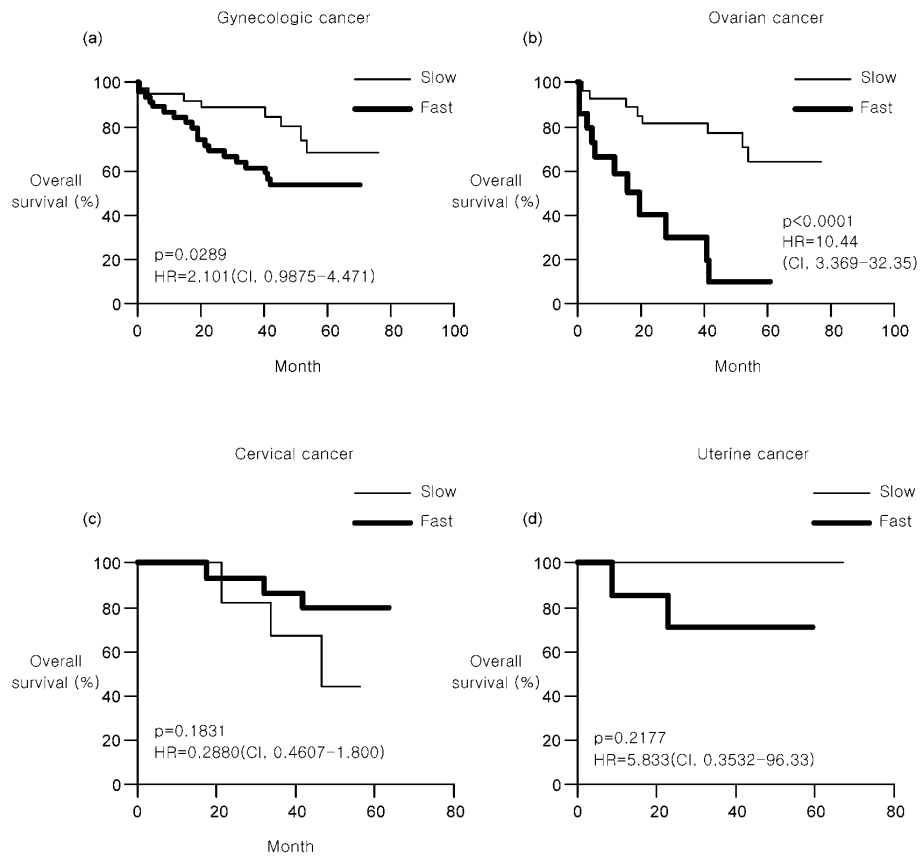 Gynecologic cancer
(a)
Slow
Fast
100
80
60
40
20
0
Overall
survival (%)
p=0.0289
HR=2.101(CI, 0.9875-4.471)
0 20 40 60 80 100
Month
Ovarian cancer
(b)
Slow
Fast
100
80
60
40
20
0
Overall
survival (%)
p<0.0001
HR=10.44
(CI, 3.369-32.35)
0 20 40 60 80 100
Month
Cervical cancer
Slow
(c)
Fast
100
80
60
40
20
0
Overall
survival (%)
p=0.1831
HR=0.2880(CI, 0.4607-1.800)
0 20 40 60 80
Month
Uterine cancer
Slow
(d)
Fast
100
80
60
40
20
0
Overall
survival (%)
p=0.2177
HR=5.833(CI, 0.3532-96.33)
0 20 40 60 80